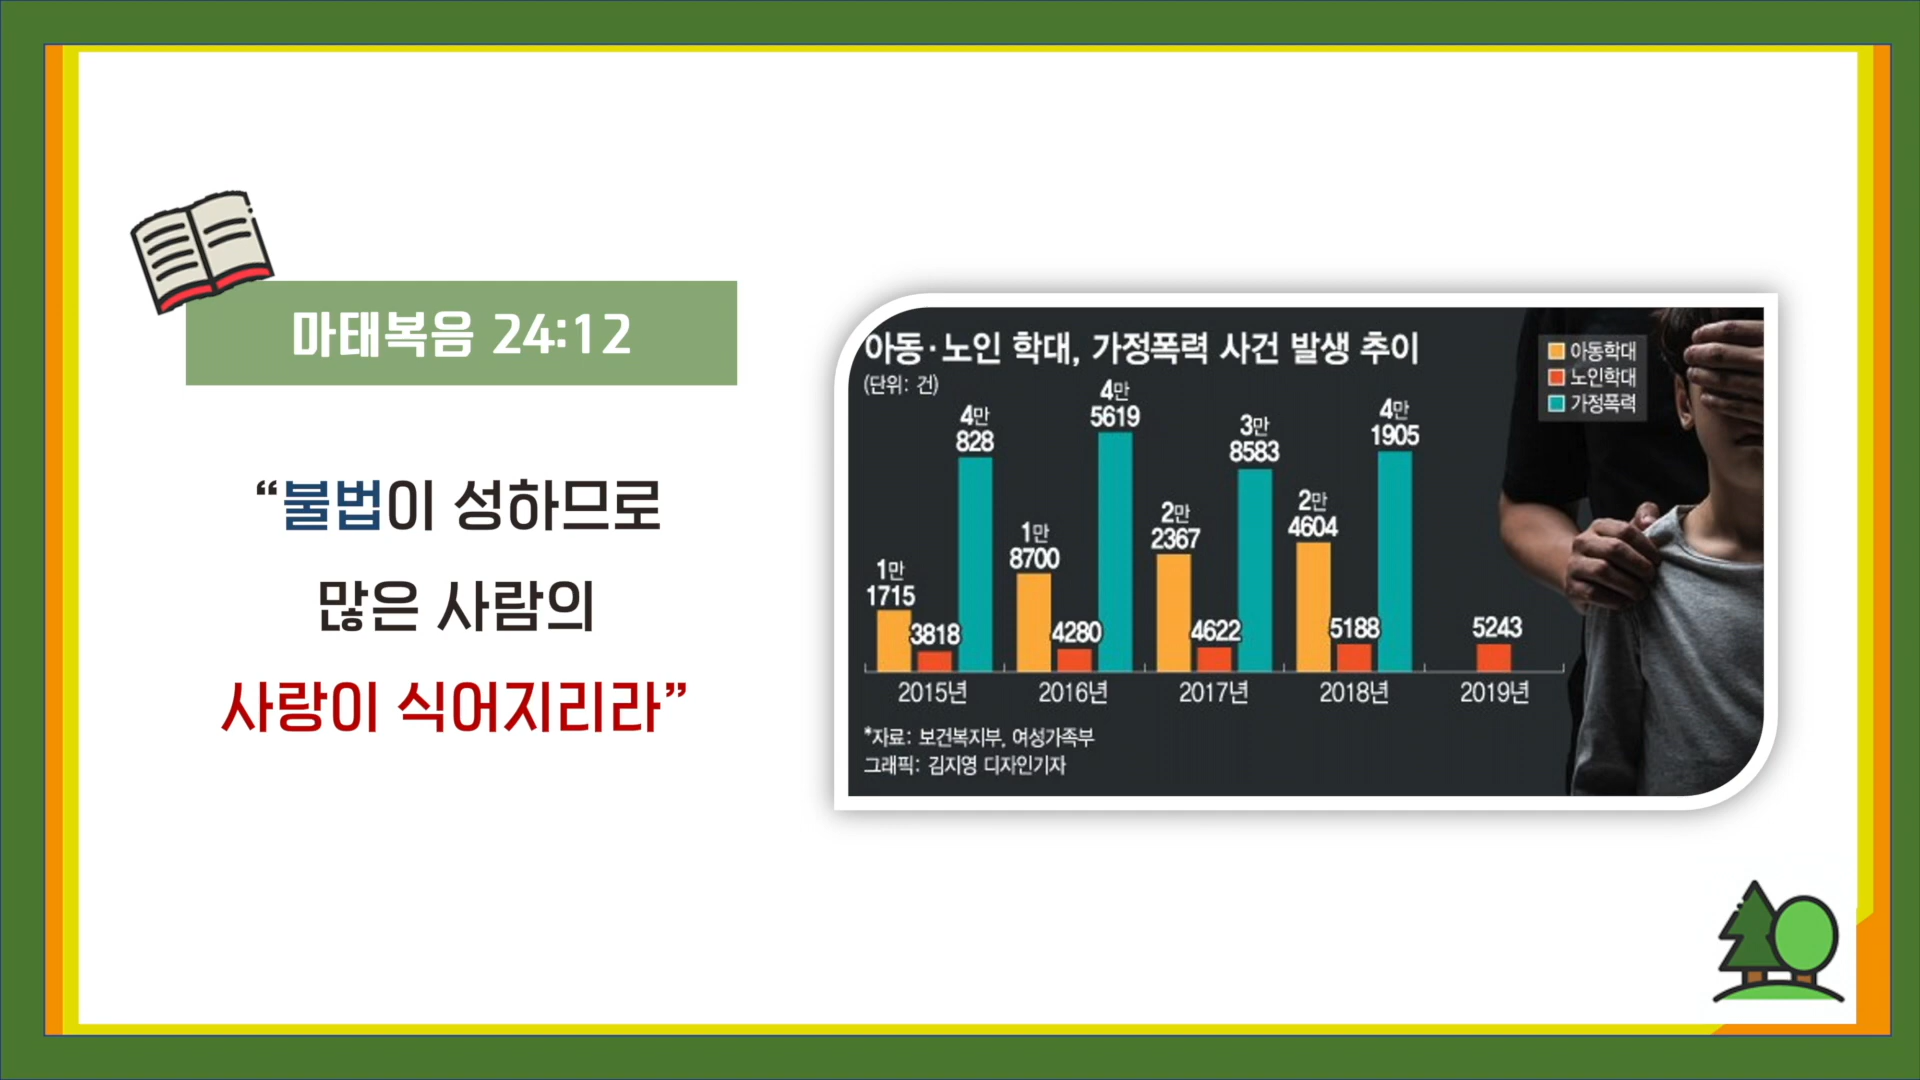 마태복음 24:12
“불법이 성하므로
많은 사람의
사랑이 식어지리라”
아동·노인 학대, 가정폭력 사건 발생 추이
(단위: 건)
아동학대
노인학대
가정폭력
1만
1715
3818
4만
828
1만
8700
4280
4만
5619
2만
2367
4622
3만
8583
2만
4604
5188
4만
1905
5243
2015년 2016년 2017년 2018년 2019년
*자료: 보건복지부, 여성가족부
그래픽: 김지영 디자인기자